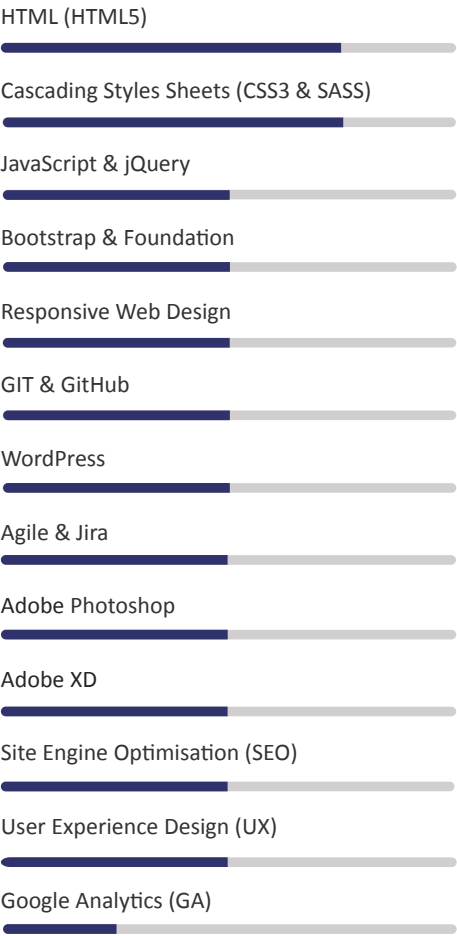 HTML (HTML5)
Cascading Styles Sheets (CSS3 & SASS)
JavaScript & jQuery
Bootstrap & Foundation
Responsive Web Design
GIT & GitHub
WordPress
Agile & Jira
Adobe Photoshop
Adobe XD
Site Engine Optimisation (SEO)
User Experience Design (UX)
Google Analytics (GA)